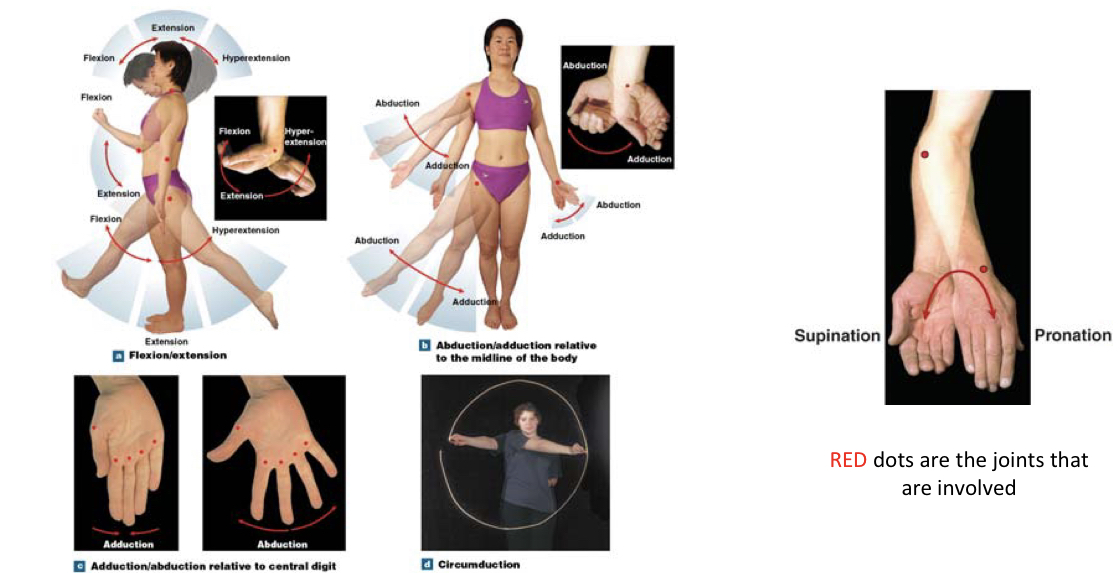 Extension
Flexion
Hyperextension
Flexion
Extension
Flexion
Hyperextension
Extension
Flexion
Hyper-
extension
Extension
a Flexion/extension
Abduction
Adduction
Abduction
Adduction
Abduction
Adduction
Abduction
Adduction
b Abduction/adduction relative
to the midline of the body
Adduction
Abduction
c Adduction/abduction relative to central digit
d Circumduction
Supination
Pronation
RED dots are the joints that
are involved